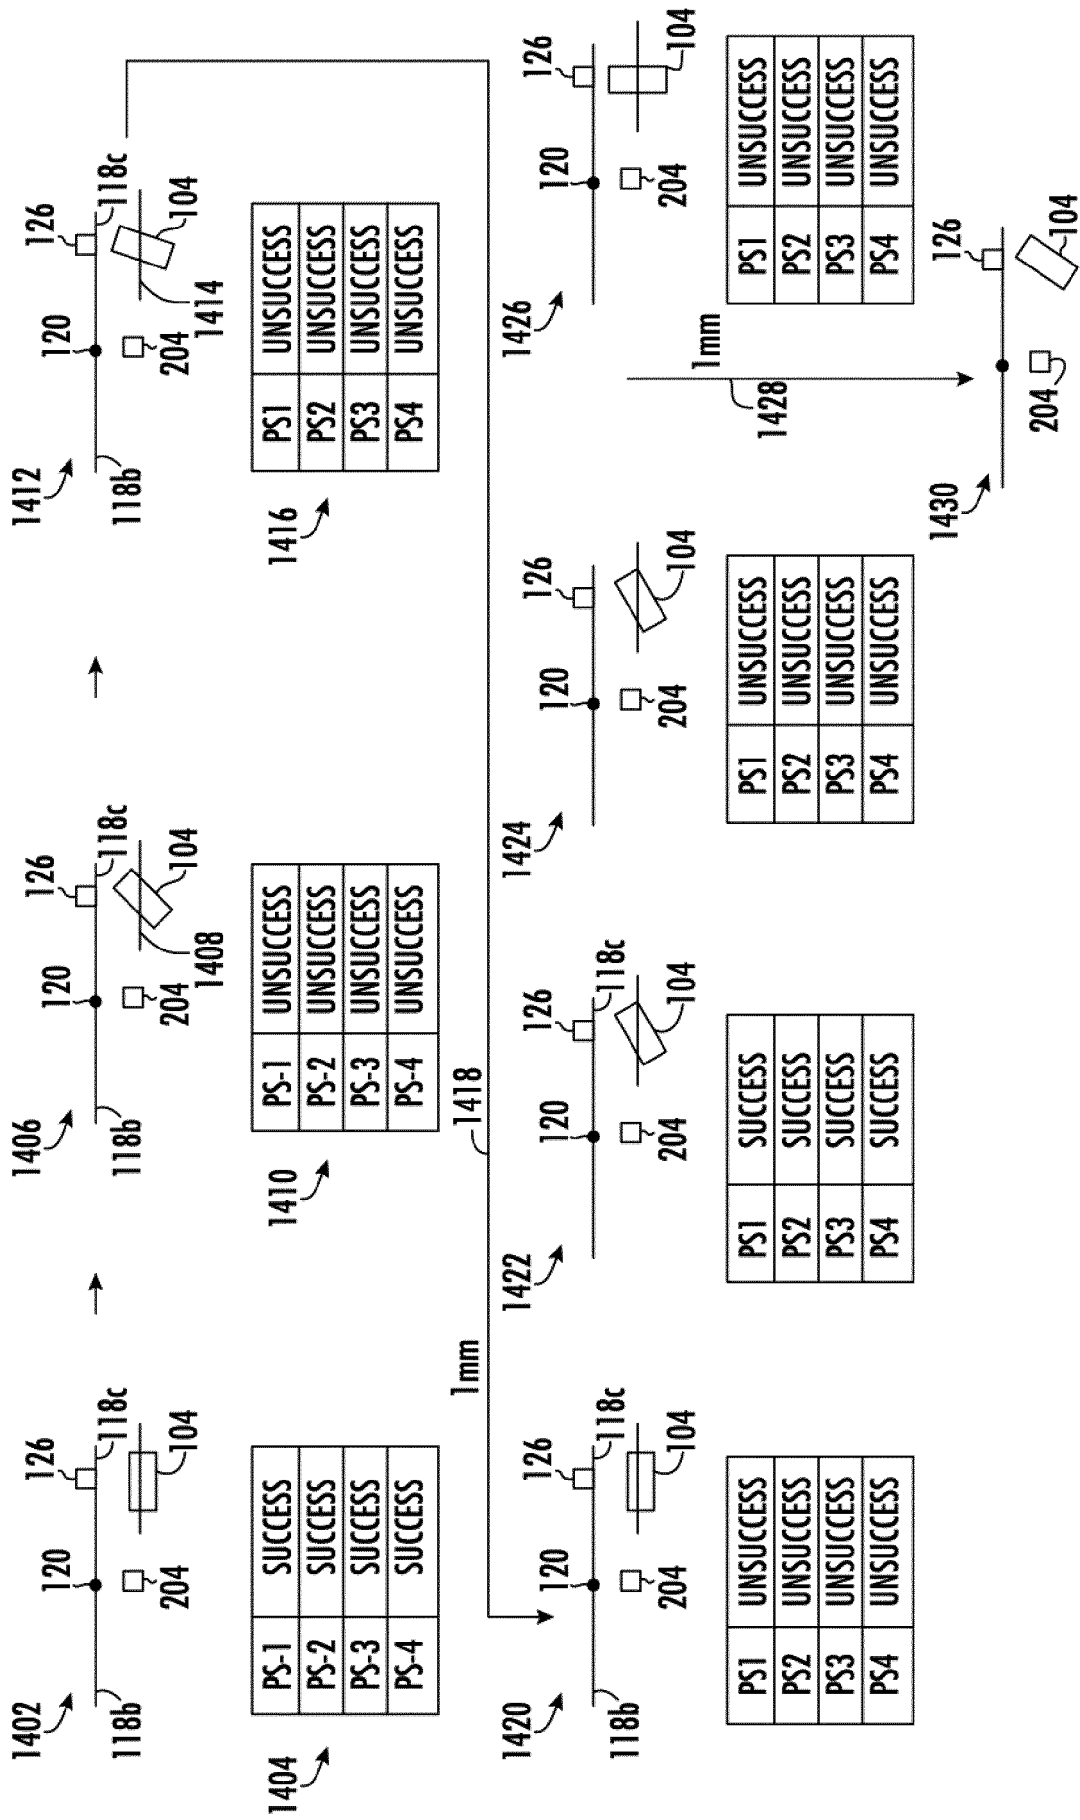 1402
126
120
118c
118b
204
104
1404
PS-1 SUCCESS
PS-2 SUCCESS
PS-3 SUCCESS
PS-4 SUCCESS
1406
126
120
118c
118b
204
1408
104
1410
PS-1 UNSUCCESS
PS-2 UNSUCCESS
PS-3 UNSUCCESS
PS-4 UNSUCCESS
1412
126
120
118c
118b
204
1414
104
1416
PS1 UNSUCCESS
PS2 UNSUCCESS
PS3 UNSUCCESS
PS4 UNSUCCESS
1mm
1418
1420
126
120
118c
118b
204
104
PS1 UNSUCCESS
PS2 UNSUCCESS
PS3 UNSUCCESS
PS4 UNSUCCESS
1422
126
120
118c
204
104
PS1 SUCCESS
PS2 SUCCESS
PS3 SUCCESS
PS4 SUCCESS
1424
126
120
204
104
PS1 UNSUCCESS
PS2 UNSUCCESS
PS3 UNSUCCESS
PS4 UNSUCCESS
1426
126
120
204
104
PS1 UNSUCCESS
PS2 UNSUCCESS
PS3 UNSUCCESS
PS4 UNSUCCESS
1mm
1428
1430
126
204
104